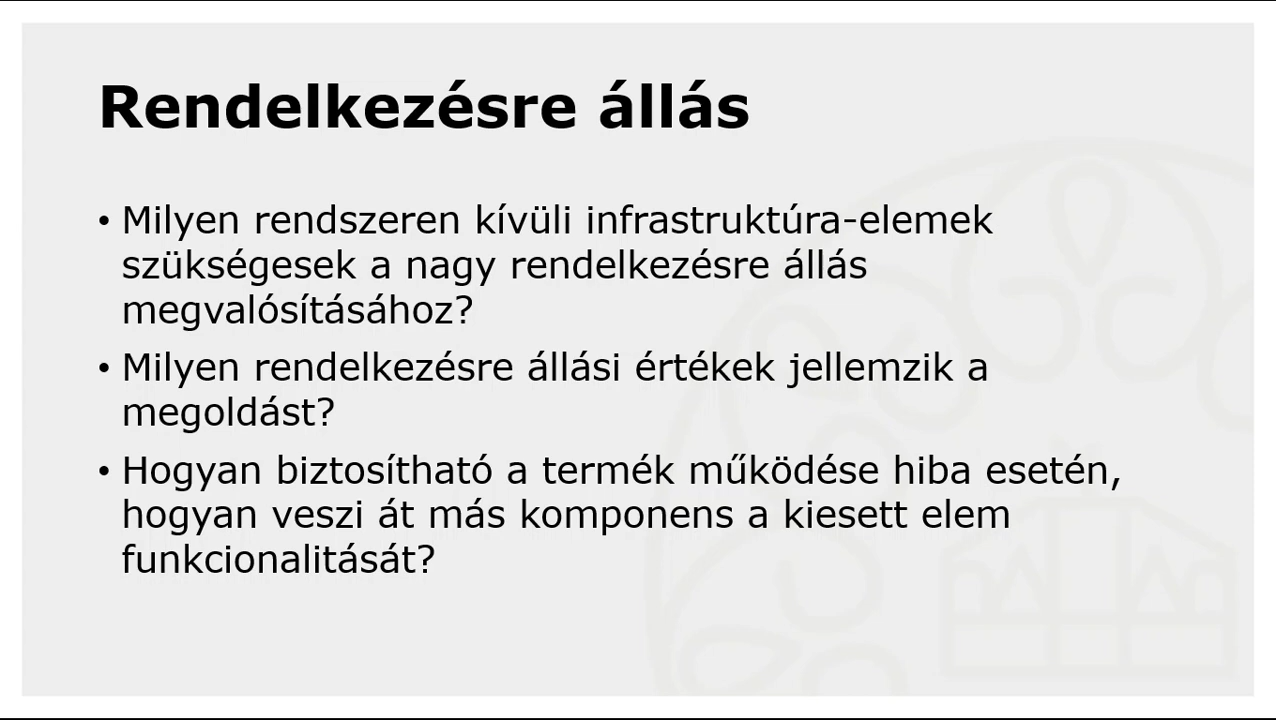 Rendelkezésre állás
• Milyen rendszeren kívüli infrastruktúra-elemek
szükségesek a nagy rendelkezésre állás
megvalósításához?
• Milyen rendelkezésre állási értékek jellemzik a
megoldást?
• Hogyan biztosítható a termék működése hiba esetén,
hogyan veszi át más komponens a kiesett elem
funkcionalitását?